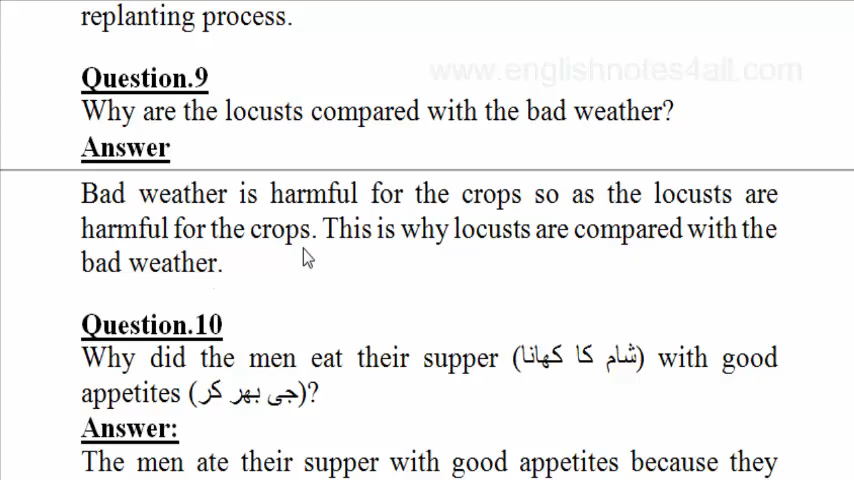 replanting process.
www.englishnotes4all.com
Question.9
Why are the locusts compared with the bad weather?
Answer
Bad weather is harmful for the crops so as the locusts are
harmful for the crops. This is why locusts are compared with the
bad weather.
Question.10
Why did the men eat their supper (شام کا کھانا) with good
appetites (جی بھر کر)?
Answer:
The men ate their supper with good appetites because they